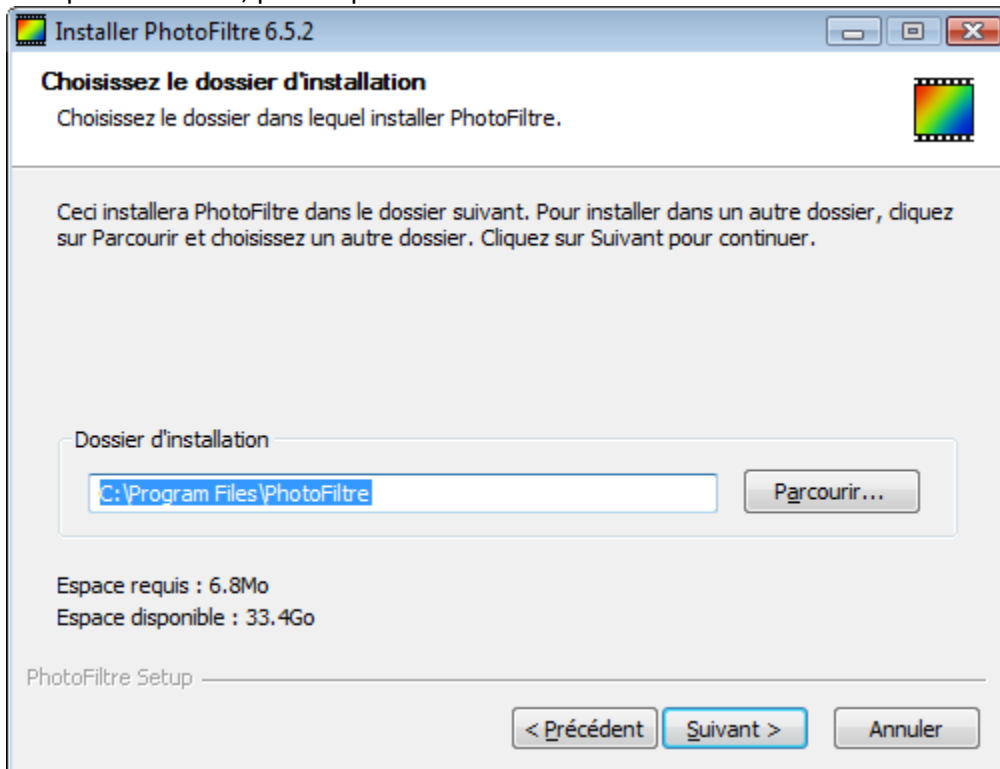 Installer PhotoFiltre 6.5.2
Choisissez le dossier d'installation
Choisissez le dossier dans lequel installer PhotoFiltre.
Ceci installera PhotoFiltre dans le dossier suivant. Pour installer dans un autre dossier, cliquez
sur Parcourir et choisissez un autre dossier. Cliquez sur Suivant pour continuer.
Dossier d'installation
C:\Program Files\PhotoFiltre
Parcourir...
Espace requis : 6.8Mo
Espace disponible : 33.4Go
PhotoFiltre Setup
< Précédent
Suivant >
Annuler